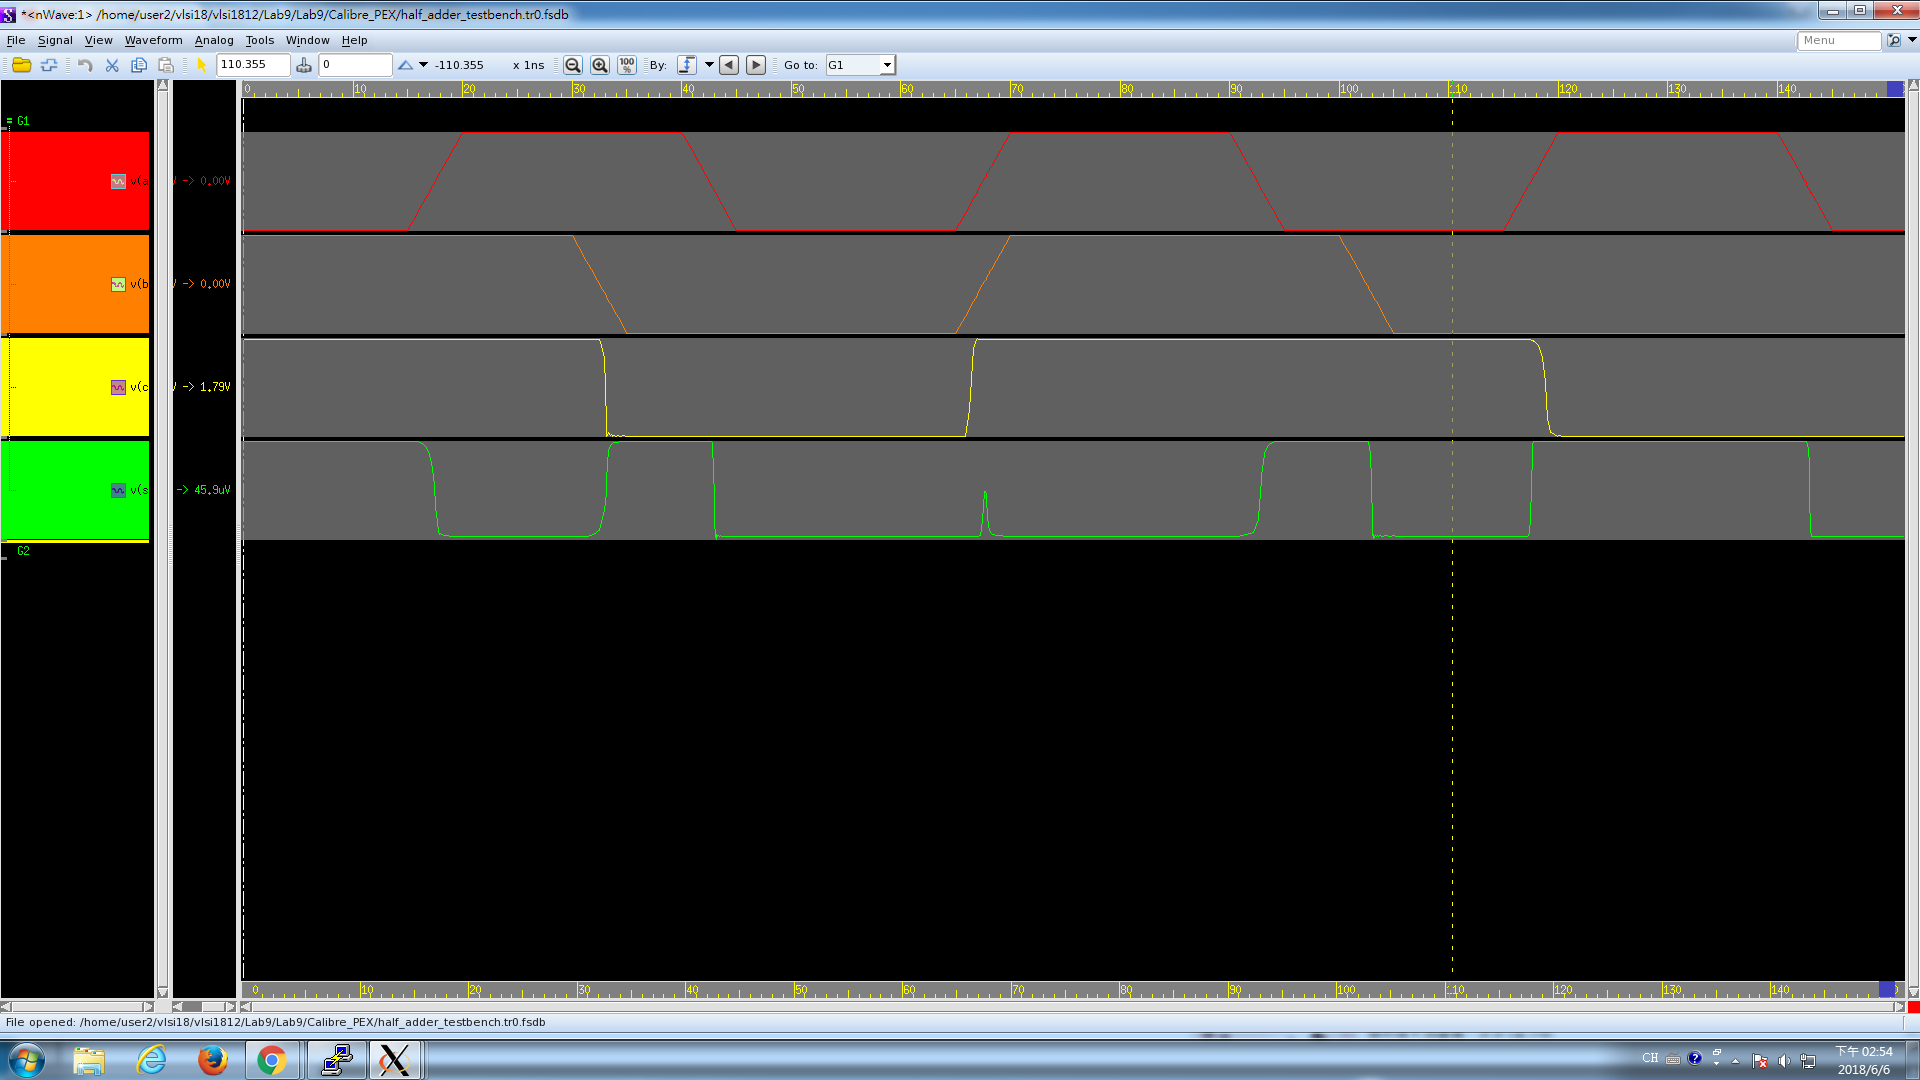 *<nWave:1> /home/user2/vlsi18/vlsi1812/Lab9/Lab9/Calibre_PEX/half_adder_testbench.tr0.fsdb
File Signal View Waveform Analog Tools Window Help Menu
110.355 0 -110.355 x 1ns 100 % By: Go to: G1
0 10 20 30 40 50 60 70 80 90 100 110 120 130 140
G1
v(a V -> 0.00V
v(b V -> 0.00V
v(c V -> 1.79V
v(s -> 45.9uV
G2
0 10 20 30 40 50 60 70 80 90 100 110 120 130 140
File opened: /home/user2/vlsi18/vlsi1812/Lab9/Lab9/Calibre_PEX/half_adder_testbench.tr0.fsdb
CH 下午 02:54
2018/6/6